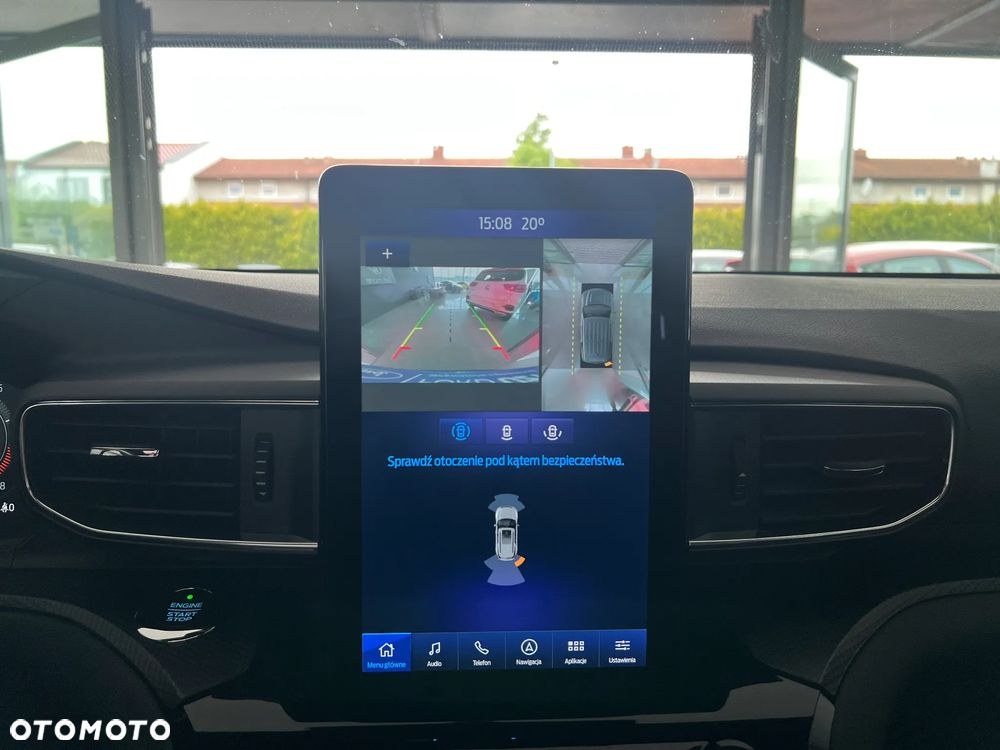 15:08 20°
+
Sprawdź otoczenie pod kątem bezpieczeństwa.
ENGINE
START
STOP
Menu główne Audio Telefon Nawigacja Aplikacje Ustawienia
OTOMOTO